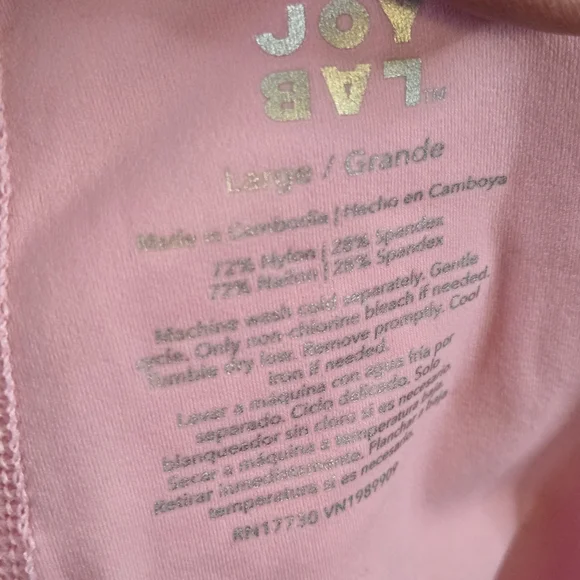 JOY
LAB™
Large / Grande
Made in Cambodia | Hecho en Camboya
72% Nylon | 28% Spandex
72% Nailon | 28% Spandex
Machine wash cold separately. Gentle
cycle. Only non-chlorine bleach if needed.
Tumble dry low. Remove promptly. Cool
iron if needed.
Lavar a máquina con agua fría por
separado. Ciclo delicado. Solo
blanqueador sin cloro si es necesario.
Secar a máquina a temperatura baja.
Retirar inmediatamente. Planchar a baja
temperatura si es necesario.
RN17730 VN1989909